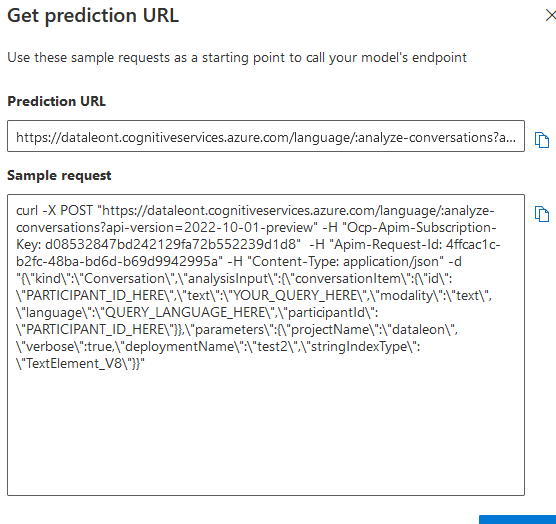 Get prediction URL
Use these sample requests as a starting point to call your model's endpoint
Prediction URL
https://dataleont.cognitiveservices.azure.com/language/:analyze-conversations?a...
Sample request
curl -X POST "https://dataleont.cognitiveservices.azure.com/language/:analyze-
conversations?api-version=2022-10-01-preview" -H "Ocp-Apim-Subscription-
Key: d08532847bd242129fa72b552239d1d8"  -H "Apim-Request-Id: 4ffcac1c-
b2fc-48ba-bd6d-b69d9942995a" -H "Content-Type: application/json" -d
"{\"kind\":\"Conversation\",\"analysisInput\":{\"conversationItem\":{\"id\":
\"PARTICIPANT_ID_HERE\",\"text\":\"YOUR_QUERY_HERE\",\"modality\":\"text\",
\"language\":\"QUERY_LANGUAGE_HERE\",\"participantId\":
\"PARTICIPANT_ID_HERE\"}},\"parameters\":{\"projectName\":\"dataleon\",
\"verbose\":true,\"deploymentName\":\"test2\",\"stringIndexType\":
\"TextElement_V8\"}}"